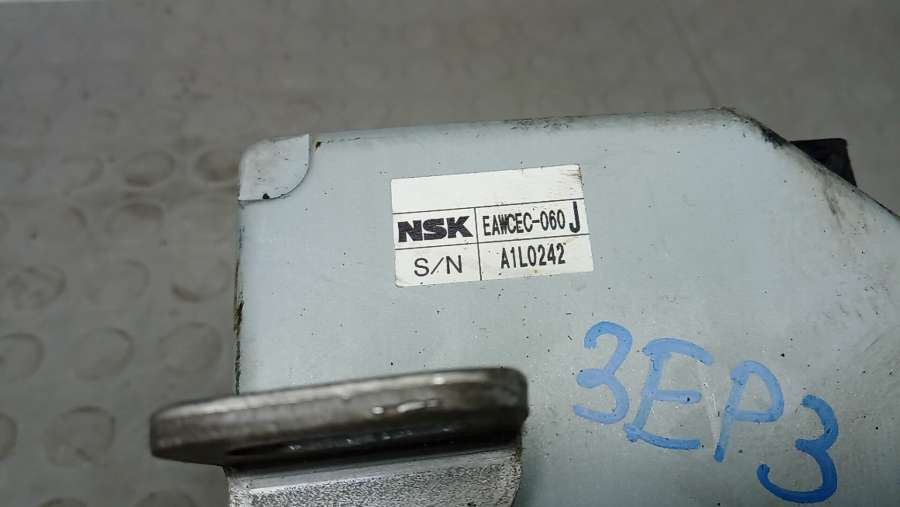 NSK EAWCEC-060 J
S/N A1L0242
3EP3